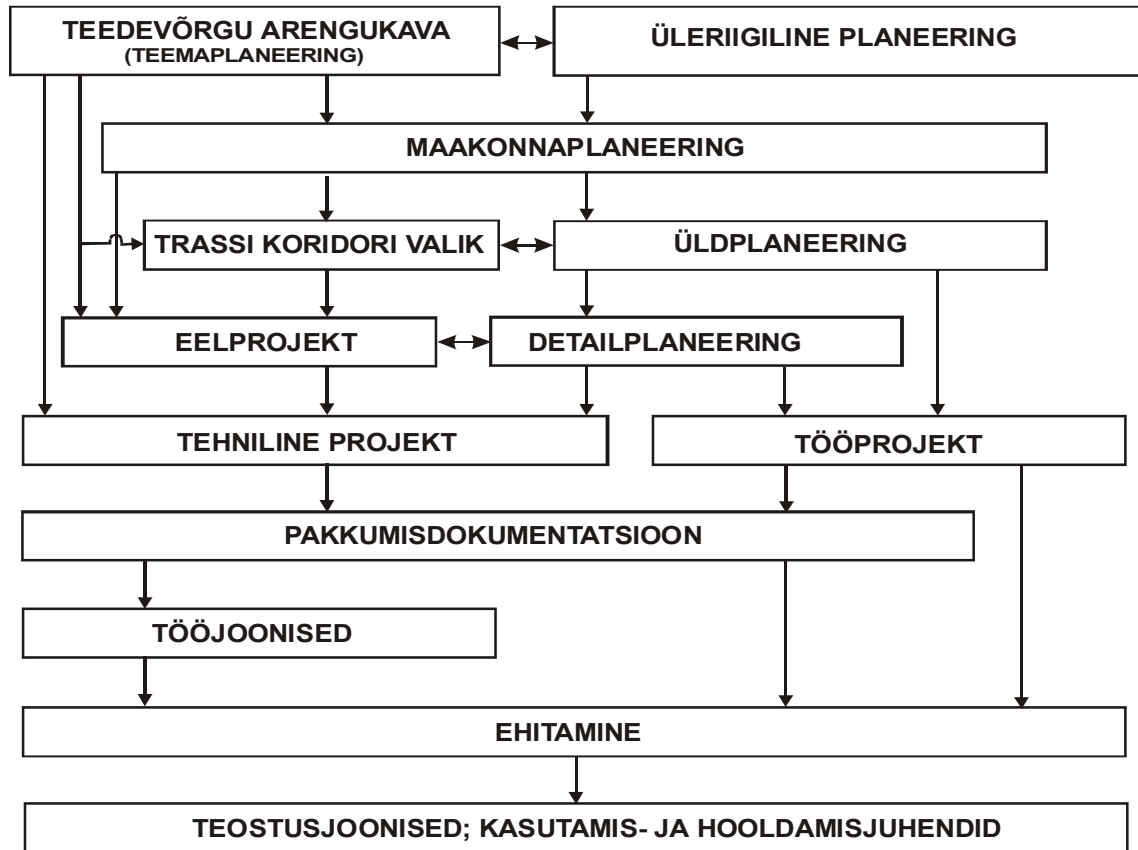 TEEDEVÕRGU ARENGUKAVA
(TEEMAPLANEERING)
ÜLERIIGILINE PLANEERING
MAAKONNAPLANEERING
TRASSI KORIDORI VALIK
ÜLDPLANEERING
EELPROJEKT
DETAILPLANEERING
TEHNILINE PROJEKT
TÖÖPROJEKT
PAKKUMISDOKUMENTATSIOON
TÖÖJOONISED
EHITAMINE
TEOSTUSJOONISED; KASUTAMIS- JA HOOLDAMISJUHENDID